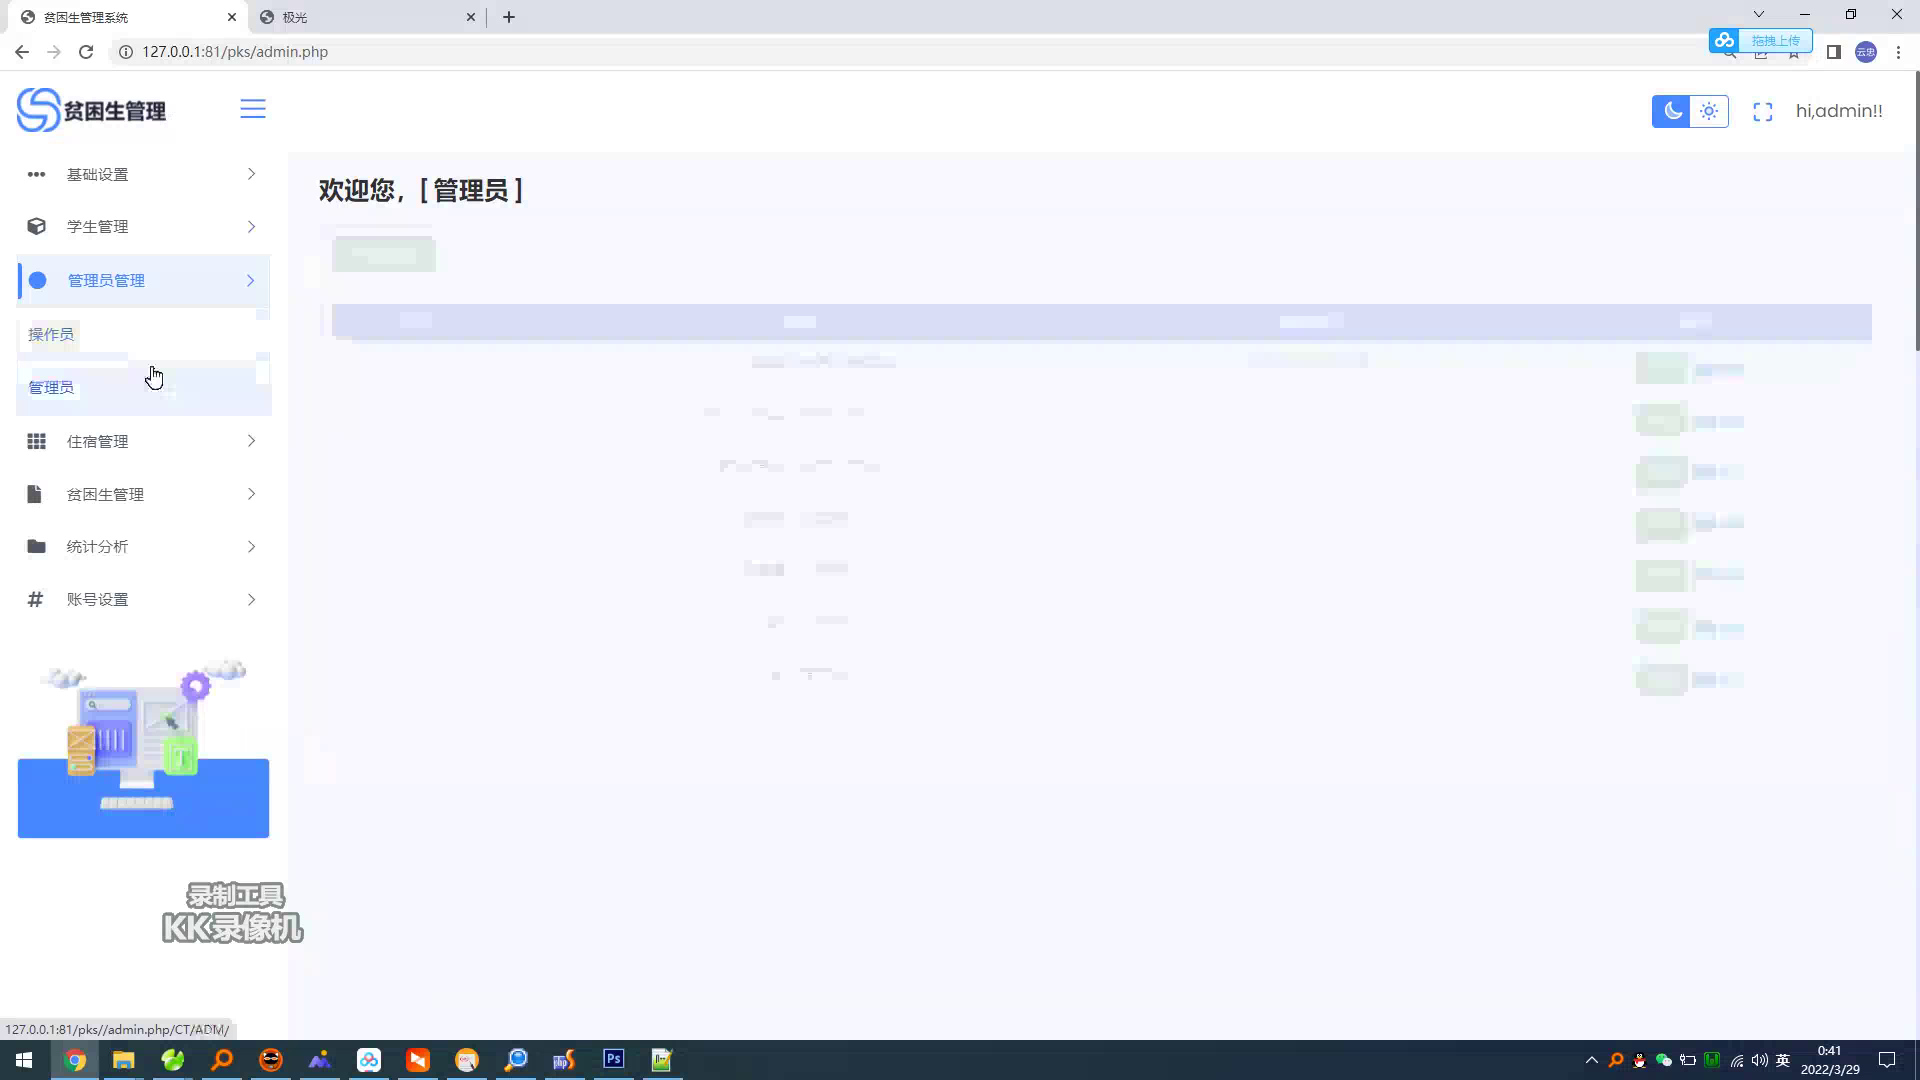 贫困生管理系统
极光
127.0.0.1:81/pks/admin.php
拖拽上传
云忠
贫困生管理
hi,admin!!
基础设置
学生管理
管理员管理
操作员
管理员
住宿管理
贫困生管理
统计分析
账号设置
欢迎您，[ 管理员 ]
录制工具
KK录像机
127.0.0.1:81/pks//admin.php/CT/ADM/
php
Ps
英
0:41
2022/3/29